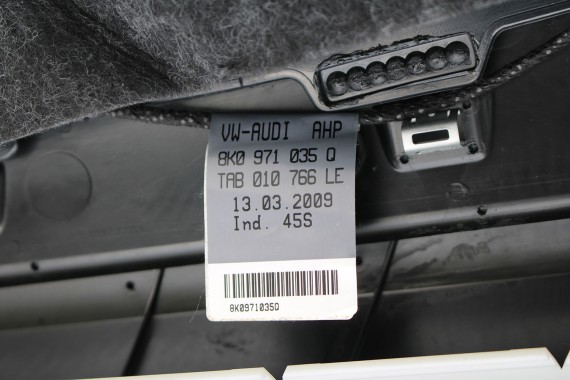 VW-AUDI AHP
8K0 971 035 Q
TAB 010 766 LE
13.03.2009
Ind. 45S
8K0971035Q